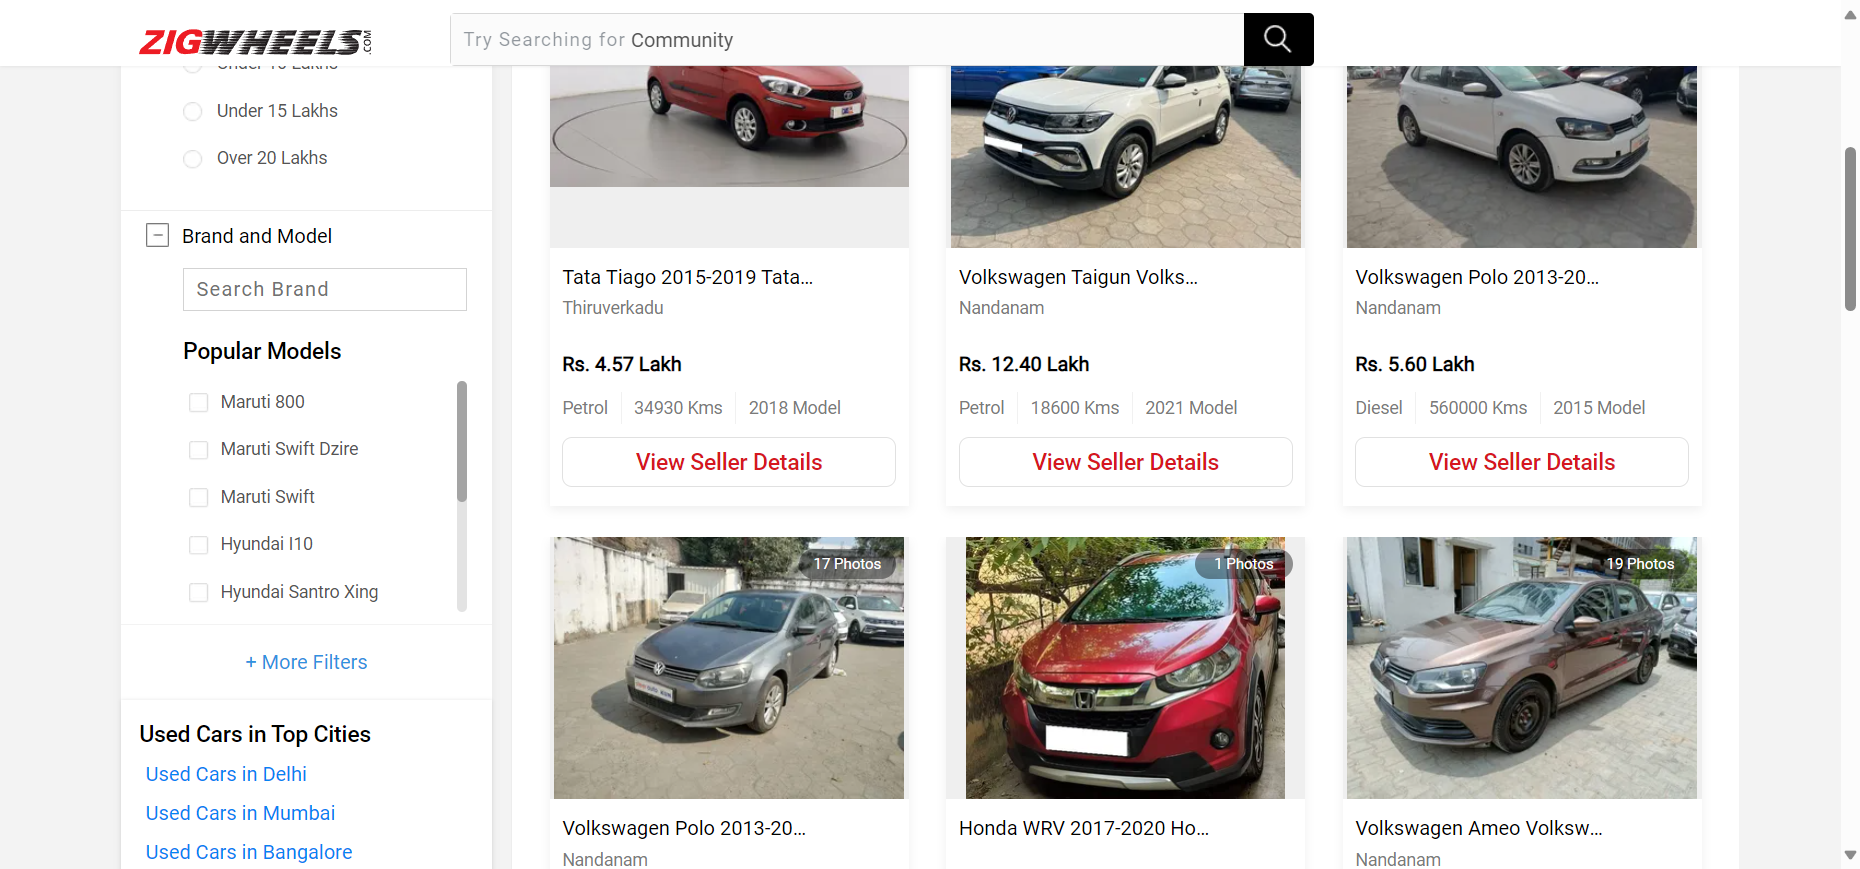 ZIGWHEELS.COM
Try Searching for Community
Under 10 Lakhs
Under 15 Lakhs
Over 20 Lakhs
Brand and Model
Search Brand
Popular Models
Maruti 800
Maruti Swift Dzire
Maruti Swift
Hyundai I10
Hyundai Santro Xing
+ More Filters
Used Cars in Top Cities
Used Cars in Delhi
Used Cars in Mumbai
Used Cars in Bangalore
Tata Tiago 2015-2019 Tata...
Thiruverkadu
Rs. 4.57 Lakh
Petrol 34930 Kms 2018 Model
View Seller Details
Volkswagen Taigun Volks...
Nandanam
Rs. 12.40 Lakh
Petrol 18600 Kms 2021 Model
View Seller Details
Volkswagen Polo 2013-20...
Nandanam
Rs. 5.60 Lakh
Diesel 560000 Kms 2015 Model
View Seller Details
17 Photos
Volkswagen Polo 2013-20...
Nandanam
1 Photos
Honda WRV 2017-2020 Ho...
19 Photos
Volkswagen Ameo Volksw...
Nandanam